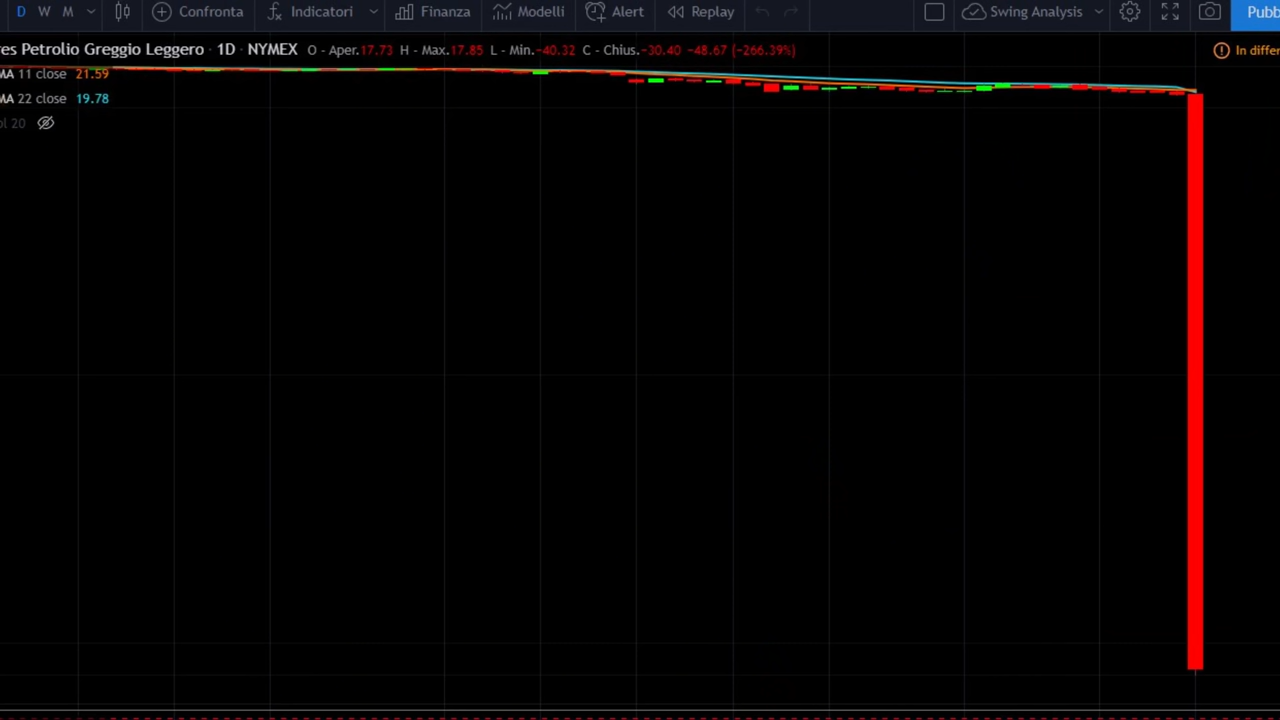 D W M Confronta Indicatori Finanza Modelli Alert Replay Swing Analysis Pubb
res Petrolio Greggio Leggero · 1D · NYMEX O - Aper.17.73 H - Max.17.85 L - Min.−40.32 C - Chius.−30.40 −48.67 (−266.39%) In differ
MA 11 close 21.59
MA 22 close 19.78
ol 20